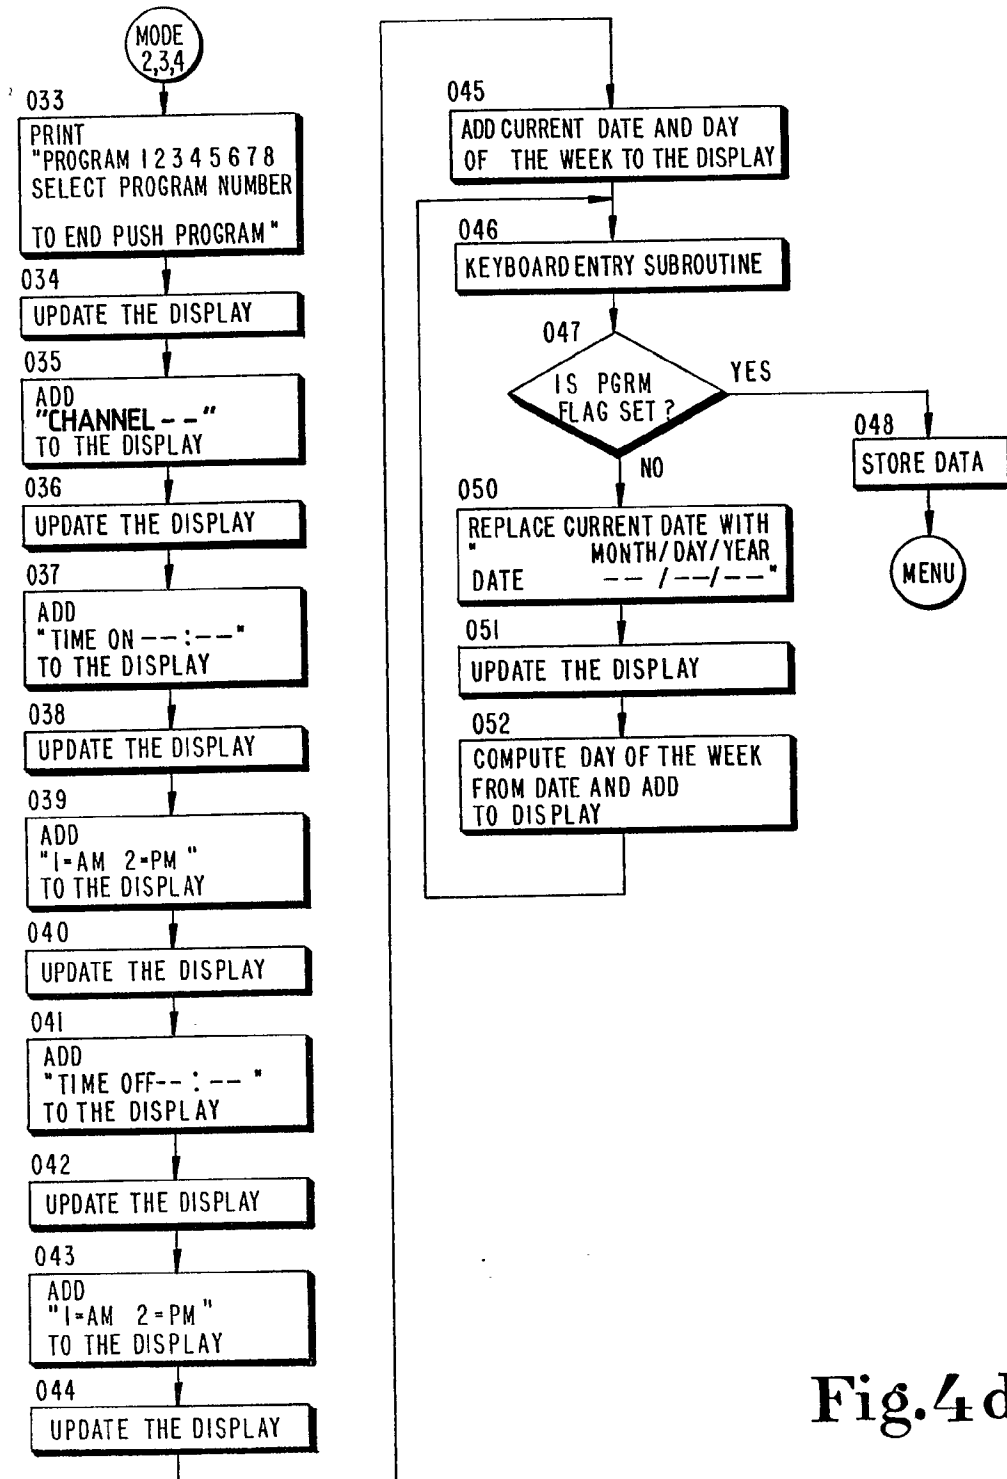 MODE
2,3,4
033
PRINT
"PROGRAM 1 2 3 4 5 6 7 8
SELECT PROGRAM NUMBER
TO END PUSH PROGRAM"
034
UPDATE THE DISPLAY
035
ADD
"CHANNEL – –"
TO THE DISPLAY
036
UPDATE THE DISPLAY
037
ADD
"TIME ON ––:––"
TO THE DISPLAY
038
UPDATE THE DISPLAY
039
ADD
"1=AM 2=PM"
TO THE DISPLAY
040
UPDATE THE DISPLAY
041
ADD
"TIME OFF--:-- "
TO THE DISPLAY
042
UPDATE THE DISPLAY
043
ADD
"1=AM 2=PM"
TO THE DISPLAY
044
UPDATE THE DISPLAY
045
ADD CURRENT DATE AND DAY
OF THE WEEK TO THE DISPLAY
046
KEYBOARD ENTRY SUBROUTINE
047
IS PGRM
FLAG SET?
YES
NO
048
STORE DATA
MENU
050
REPLACE CURRENT DATE WITH
" MONTH/DAY/YEAR
DATE –– /––/––"
051
UPDATE THE DISPLAY
052
COMPUTE DAY OF THE WEEK
FROM DATE AND ADD
TO DISPLAY
Fig.4d